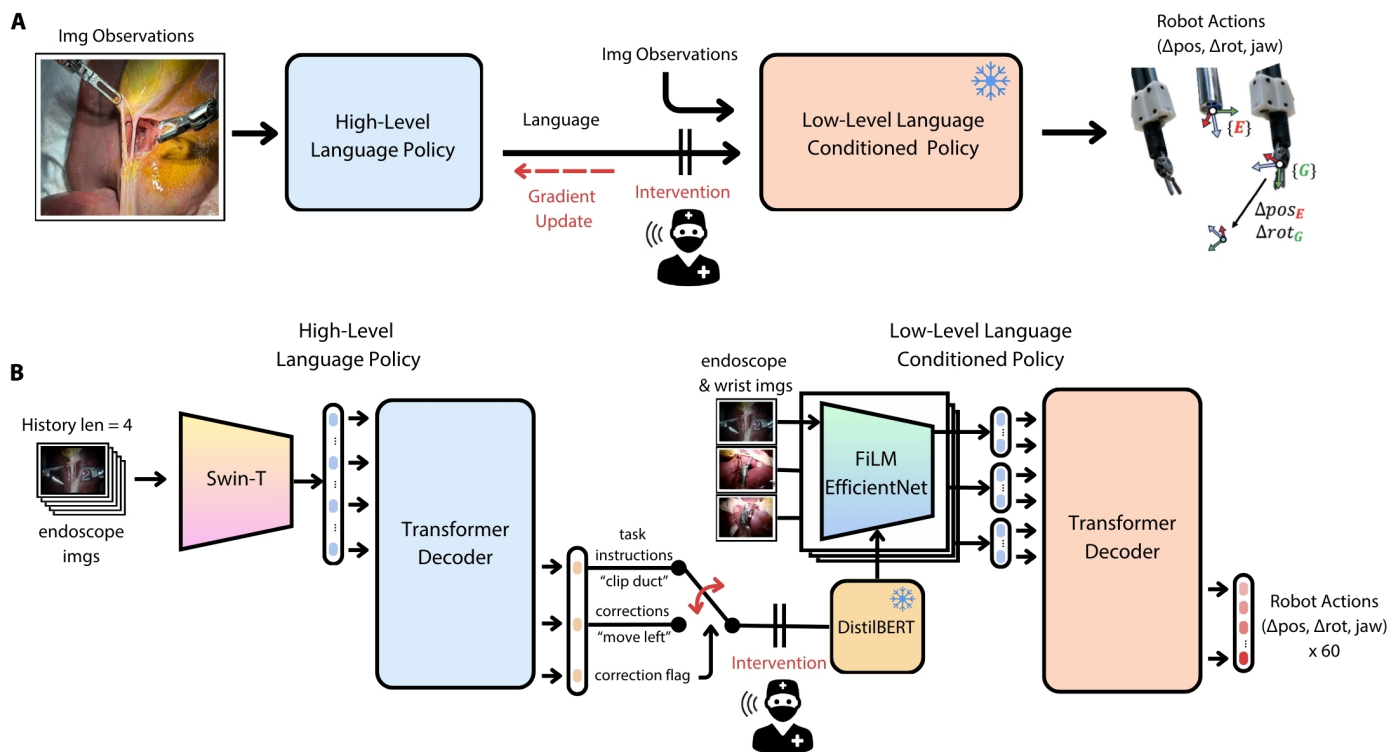 A
Img Observations
High-Level
Language Policy
Language
Gradient
Update
Img Observations
Intervention
Low-Level Language
Conditioned Policy
Robot Actions
(Δpos, Δrot, jaw)
{E}
{G}
Δpos_E
Δrot_G
B
High-Level
Language Policy
History len = 4
endoscope
imgs
Swin-T
Transformer
Decoder
task
instructions
“clip duct”
corrections
“move left”
correction flag
Intervention
Low-Level Language
Conditioned Policy
endoscope
& wrist imgs
FiLM
EfficientNet
DistilBERT
Transformer
Decoder
Robot Actions
(Δpos, Δrot, jaw)
x 60